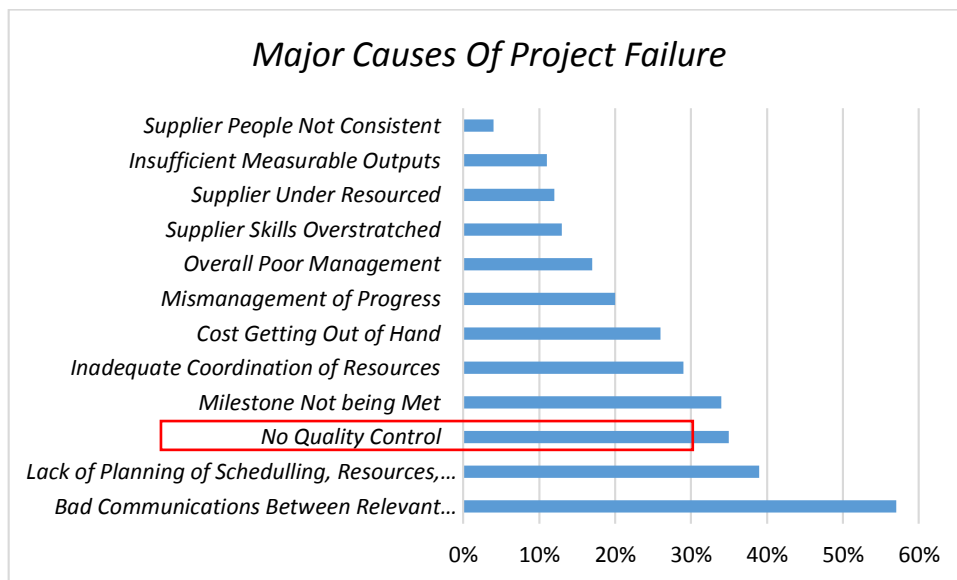 Major Causes Of Project Failure
Supplier People Not Consistent
Insufficient Measurable Outputs
Supplier Under Resourced
Supplier Skills Overstratched
Overall Poor Management
Mismanagement of Progress
Cost Getting Out of Hand
Inadequate Coordination of Resources
Milestone Not being Met
No Quality Control
Lack of Planning of Schedulling, Resources,...
Bad Communications Between Relevant...
0% 10% 20% 30% 40% 50% 60%